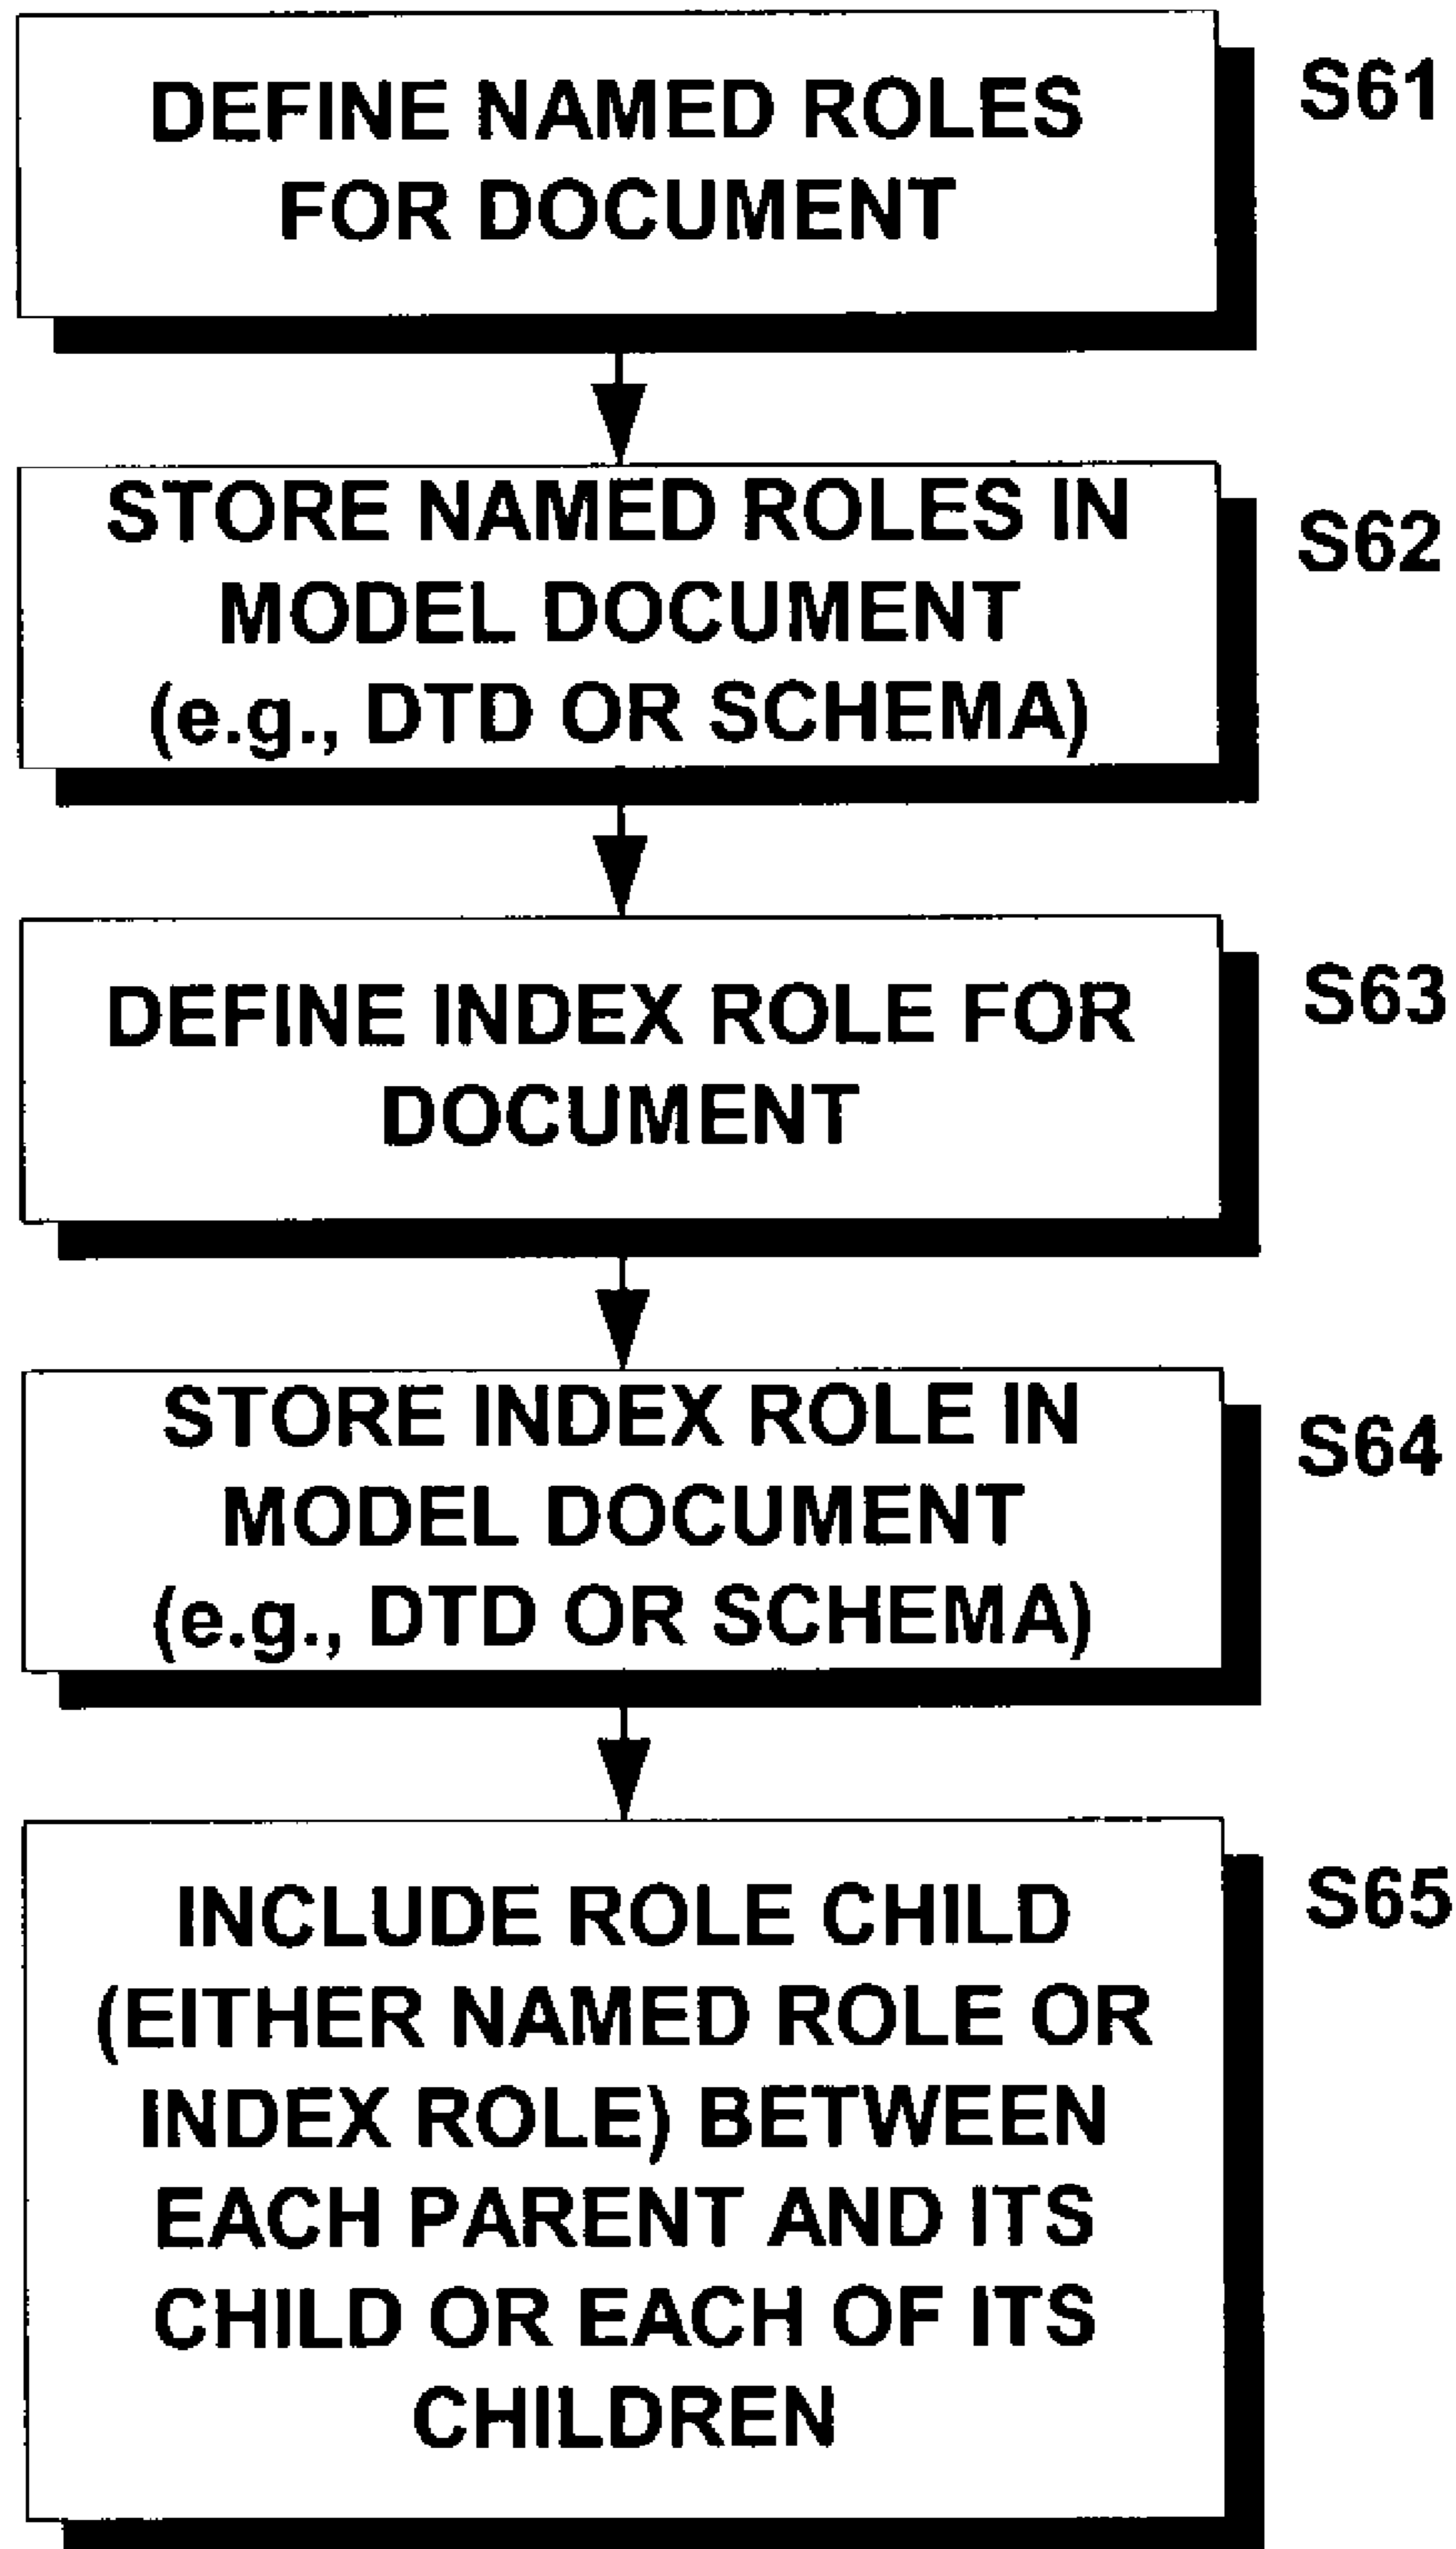 DEFINE NAMED ROLES
FOR DOCUMENT
S61
STORE NAMED ROLES IN
MODEL DOCUMENT
(e.g., DTD OR SCHEMA)
S62
DEFINE INDEX ROLE FOR
DOCUMENT
S63
STORE INDEX ROLE IN
MODEL DOCUMENT
(e.g., DTD OR SCHEMA)
S64
INCLUDE ROLE CHILD
(EITHER NAMED ROLE OR
INDEX ROLE) BETWEEN
EACH PARENT AND ITS
CHILD OR EACH OF ITS
CHILDREN
S65